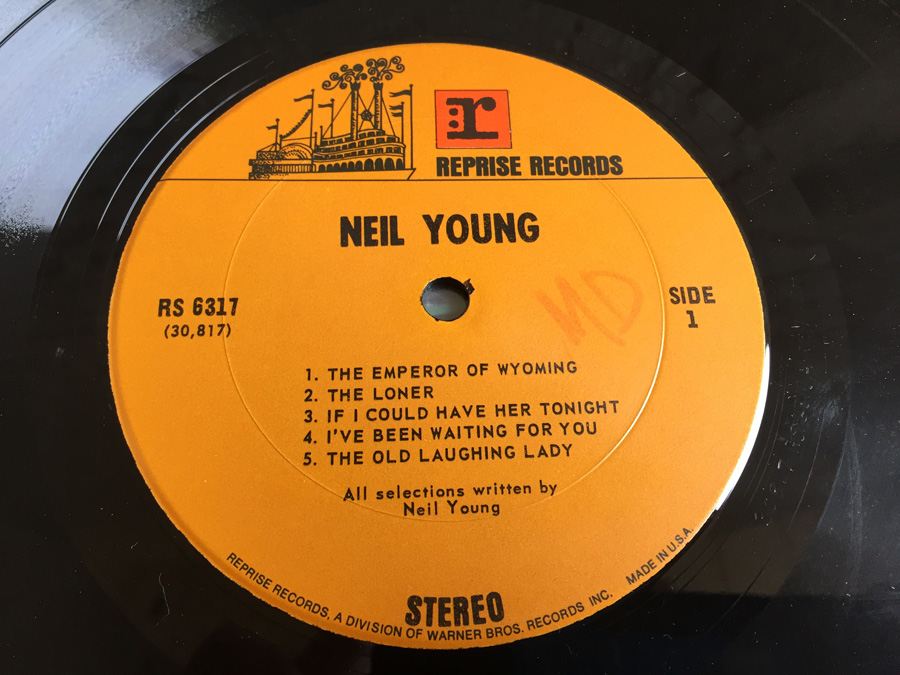 r
REPRISE RECORDS
NEIL YOUNG
RS 6317
(30,817)
SIDE
1
MD
1. THE EMPEROR OF WYOMING
2. THE LONER
3. IF I COULD HAVE HER TONIGHT
4. I'VE BEEN WAITING FOR YOU
5. THE OLD LAUGHING LADY
All selections written by
Neil Young
STEREO
REPRISE RECORDS, A DIVISION OF WARNER BROS. RECORDS INC. MADE IN U.S.A.